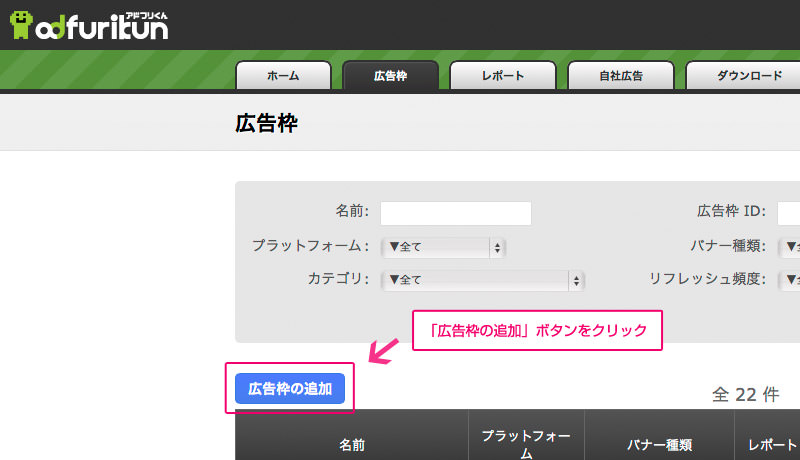 アドフリくん
adfurikun
ホーム
広告枠
レポート
自社広告
ダウンロード
広告枠
名前:
広告枠 ID:
プラットフォーム:
▼全て
バナー種類:
カテゴリ:
▼全て
リフレッシュ頻度:
「広告枠の追加」ボタンをクリック
広告枠の追加
全 22 件
名前
プラットフォー
ム
バナー種類
レポート